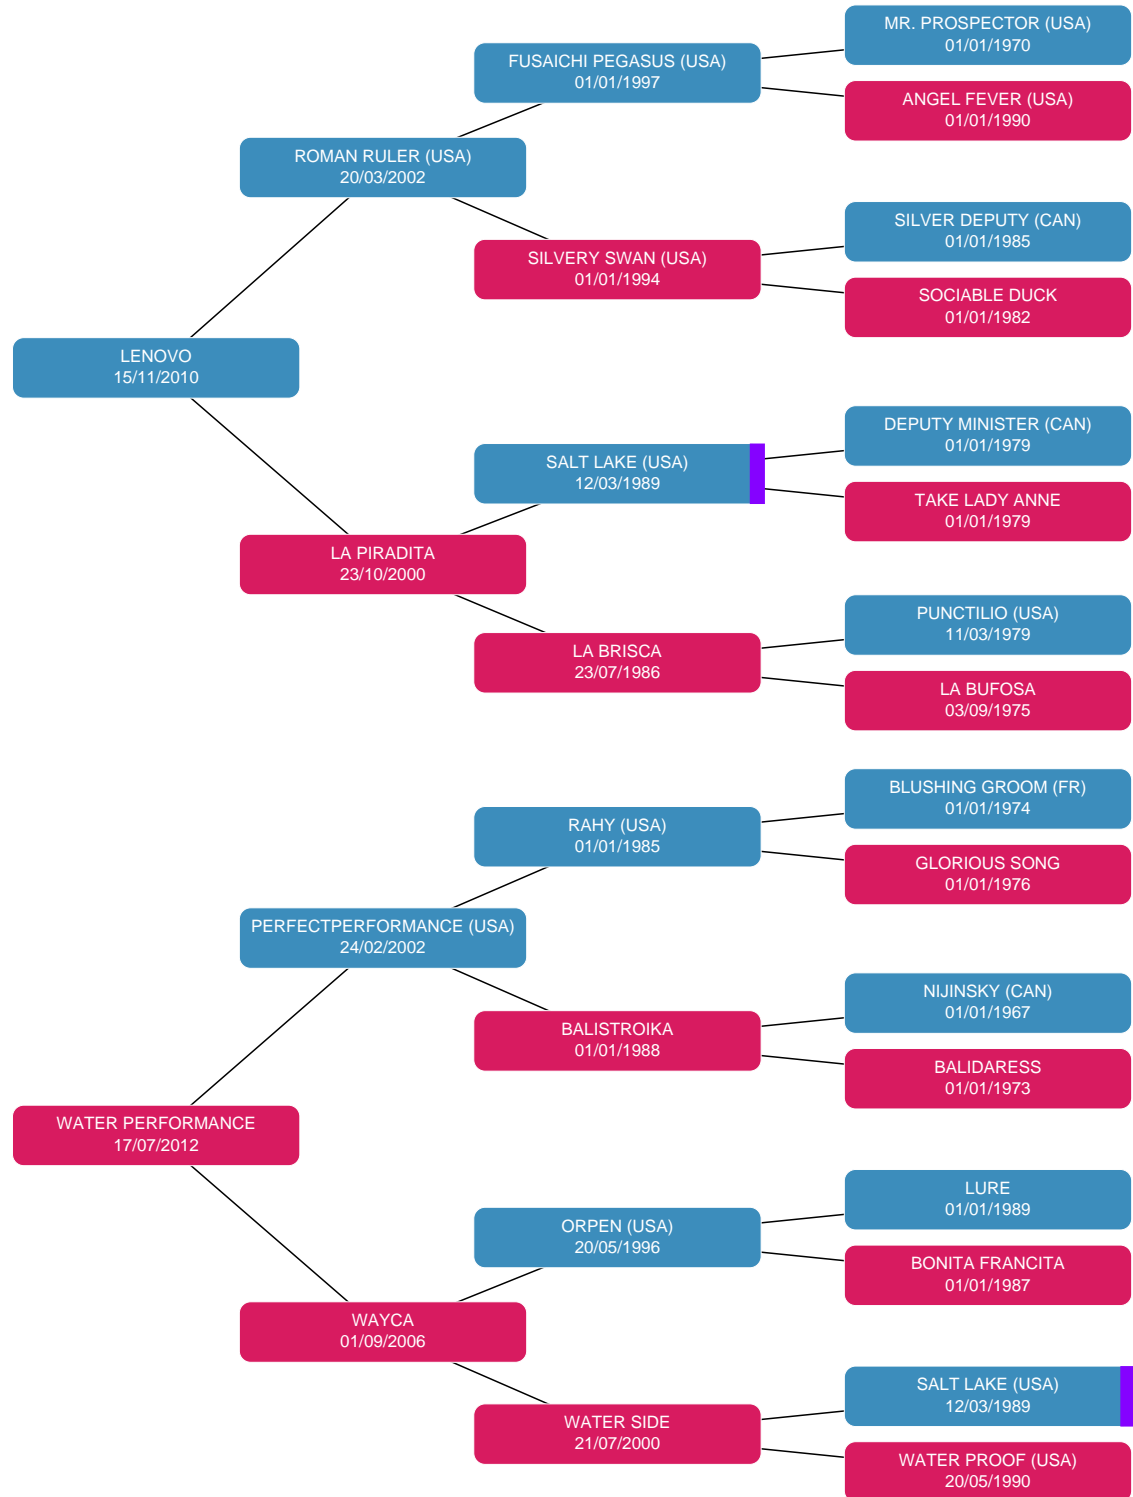 MR. PROSPECTOR (USA)
01/01/1970
FUSAICHI PEGASUS (USA)
01/01/1997
ANGEL FEVER (USA)
01/01/1990
ROMAN RULER (USA)
20/03/2002
SILVER DEPUTY (CAN)
01/01/1985
SILVERY SWAN (USA)
01/01/1994
SOCIABLE DUCK
01/01/1982
LENOVO
15/11/2010
DEPUTY MINISTER (CAN)
01/01/1979
SALT LAKE (USA)
12/03/1989
TAKE LADY ANNE
01/01/1979
LA PIRADITA
23/10/2000
PUNCTILIO (USA)
11/03/1979
LA BRISCA
23/07/1986
LA BUFOSA
03/09/1975
BLUSHING GROOM (FR)
01/01/1974
RAHY (USA)
01/01/1985
GLORIOUS SONG
01/01/1976
PERFECTPERFORMANCE (USA)
24/02/2002
NIJINSKY (CAN)
01/01/1967
BALISTROIKA
01/01/1988
BALIDARESS
01/01/1973
WATER PERFORMANCE
17/07/2012
LURE
01/01/1989
ORPEN (USA)
20/05/1996
BONITA FRANCITA
01/01/1987
WAYCA
01/09/2006
SALT LAKE (USA)
12/03/1989
WATER SIDE
21/07/2000
WATER PROOF (USA)
20/05/1990